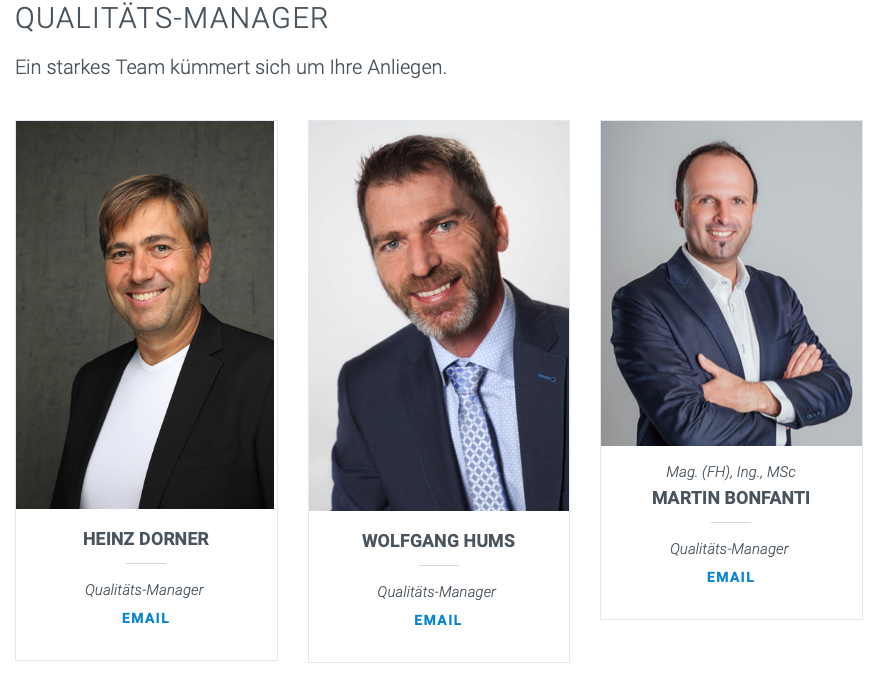 QUALITÄTS-MANAGER
Ein starkes Team kümmert sich um Ihre Anliegen.
HEINZ DORNER
Qualitäts-Manager
EMAIL
WOLFGANG HUMS
Qualitäts-Manager
EMAIL
Mag. (FH), Ing., MSc
MARTIN BONFANTI
Qualitäts-Manager
EMAIL